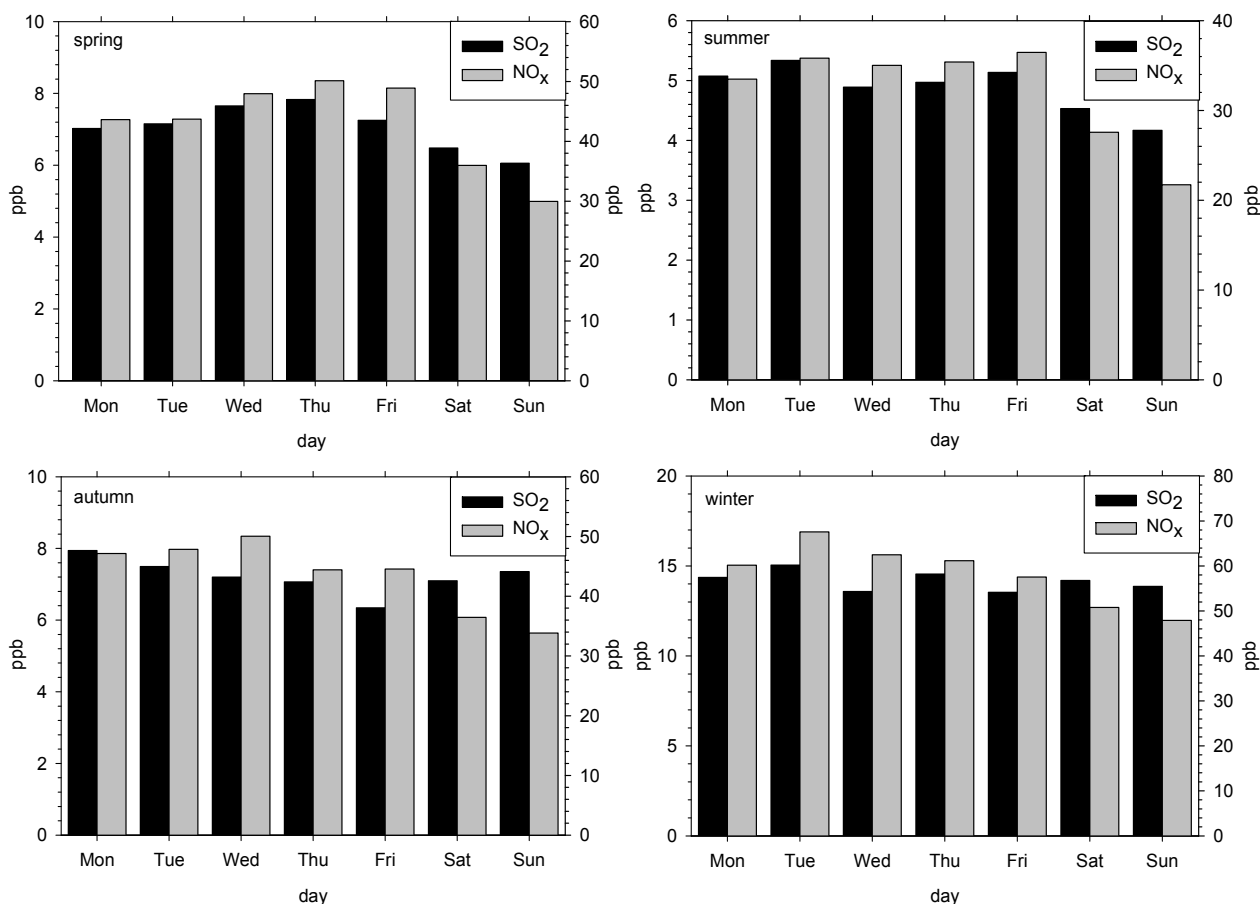 spring
SO2
NOx
10
8
6
4
2
0
ppb
60
50
40
30
20
10
0
ppb
Mon Tue Wed Thu Fri Sat Sun
day
summer
SO2
NOx
6
5
4
3
2
1
0
ppb
40
30
20
10
0
ppb
Mon Tue Wed Thu Fri Sat Sun
day
autumn
SO2
NOx
10
8
6
4
2
0
ppb
60
50
40
30
20
10
0
ppb
Mon Tue Wed Thu Fri Sat Sun
day
winter
SO2
NOx
20
15
10
5
0
ppb
80
70
60
50
40
30
20
10
0
ppb
Mon Tue Wed Thu Fri Sat Sun
day